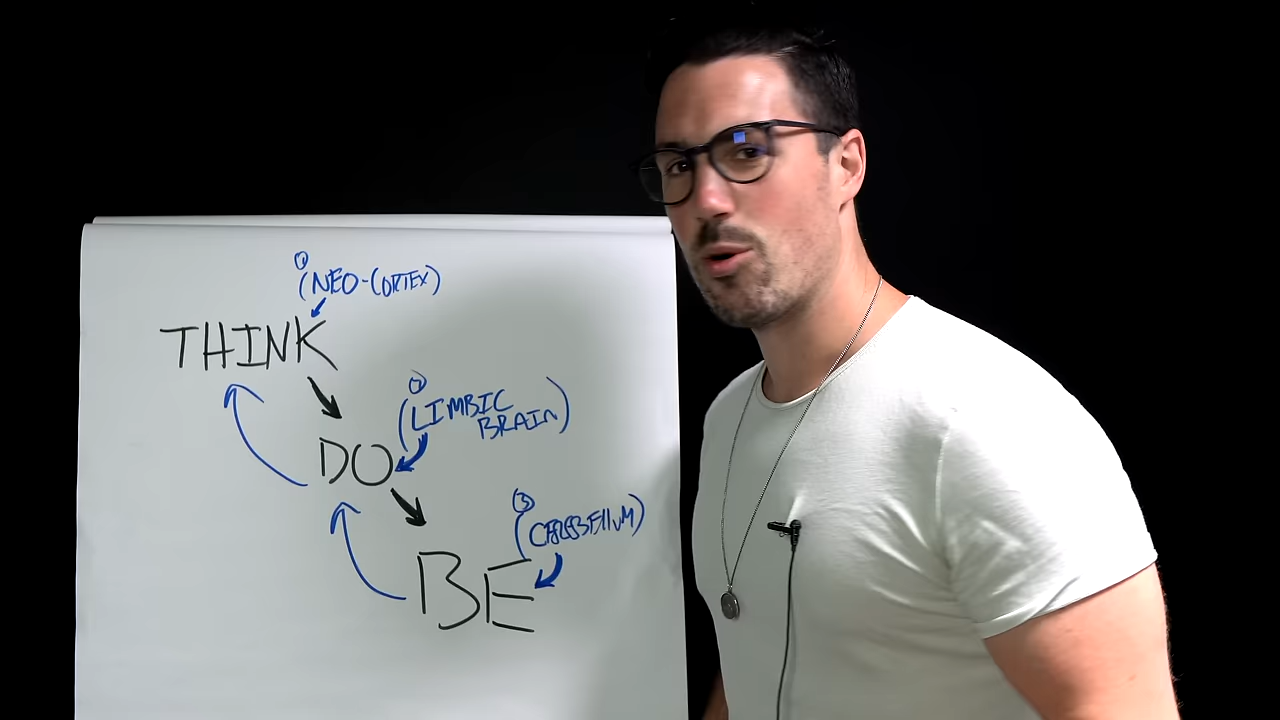 1
(NEO-CORTEX)
THINK
2
(LIMBIC
BRAIN)
DO
3
(CEREBELLUM)
BE